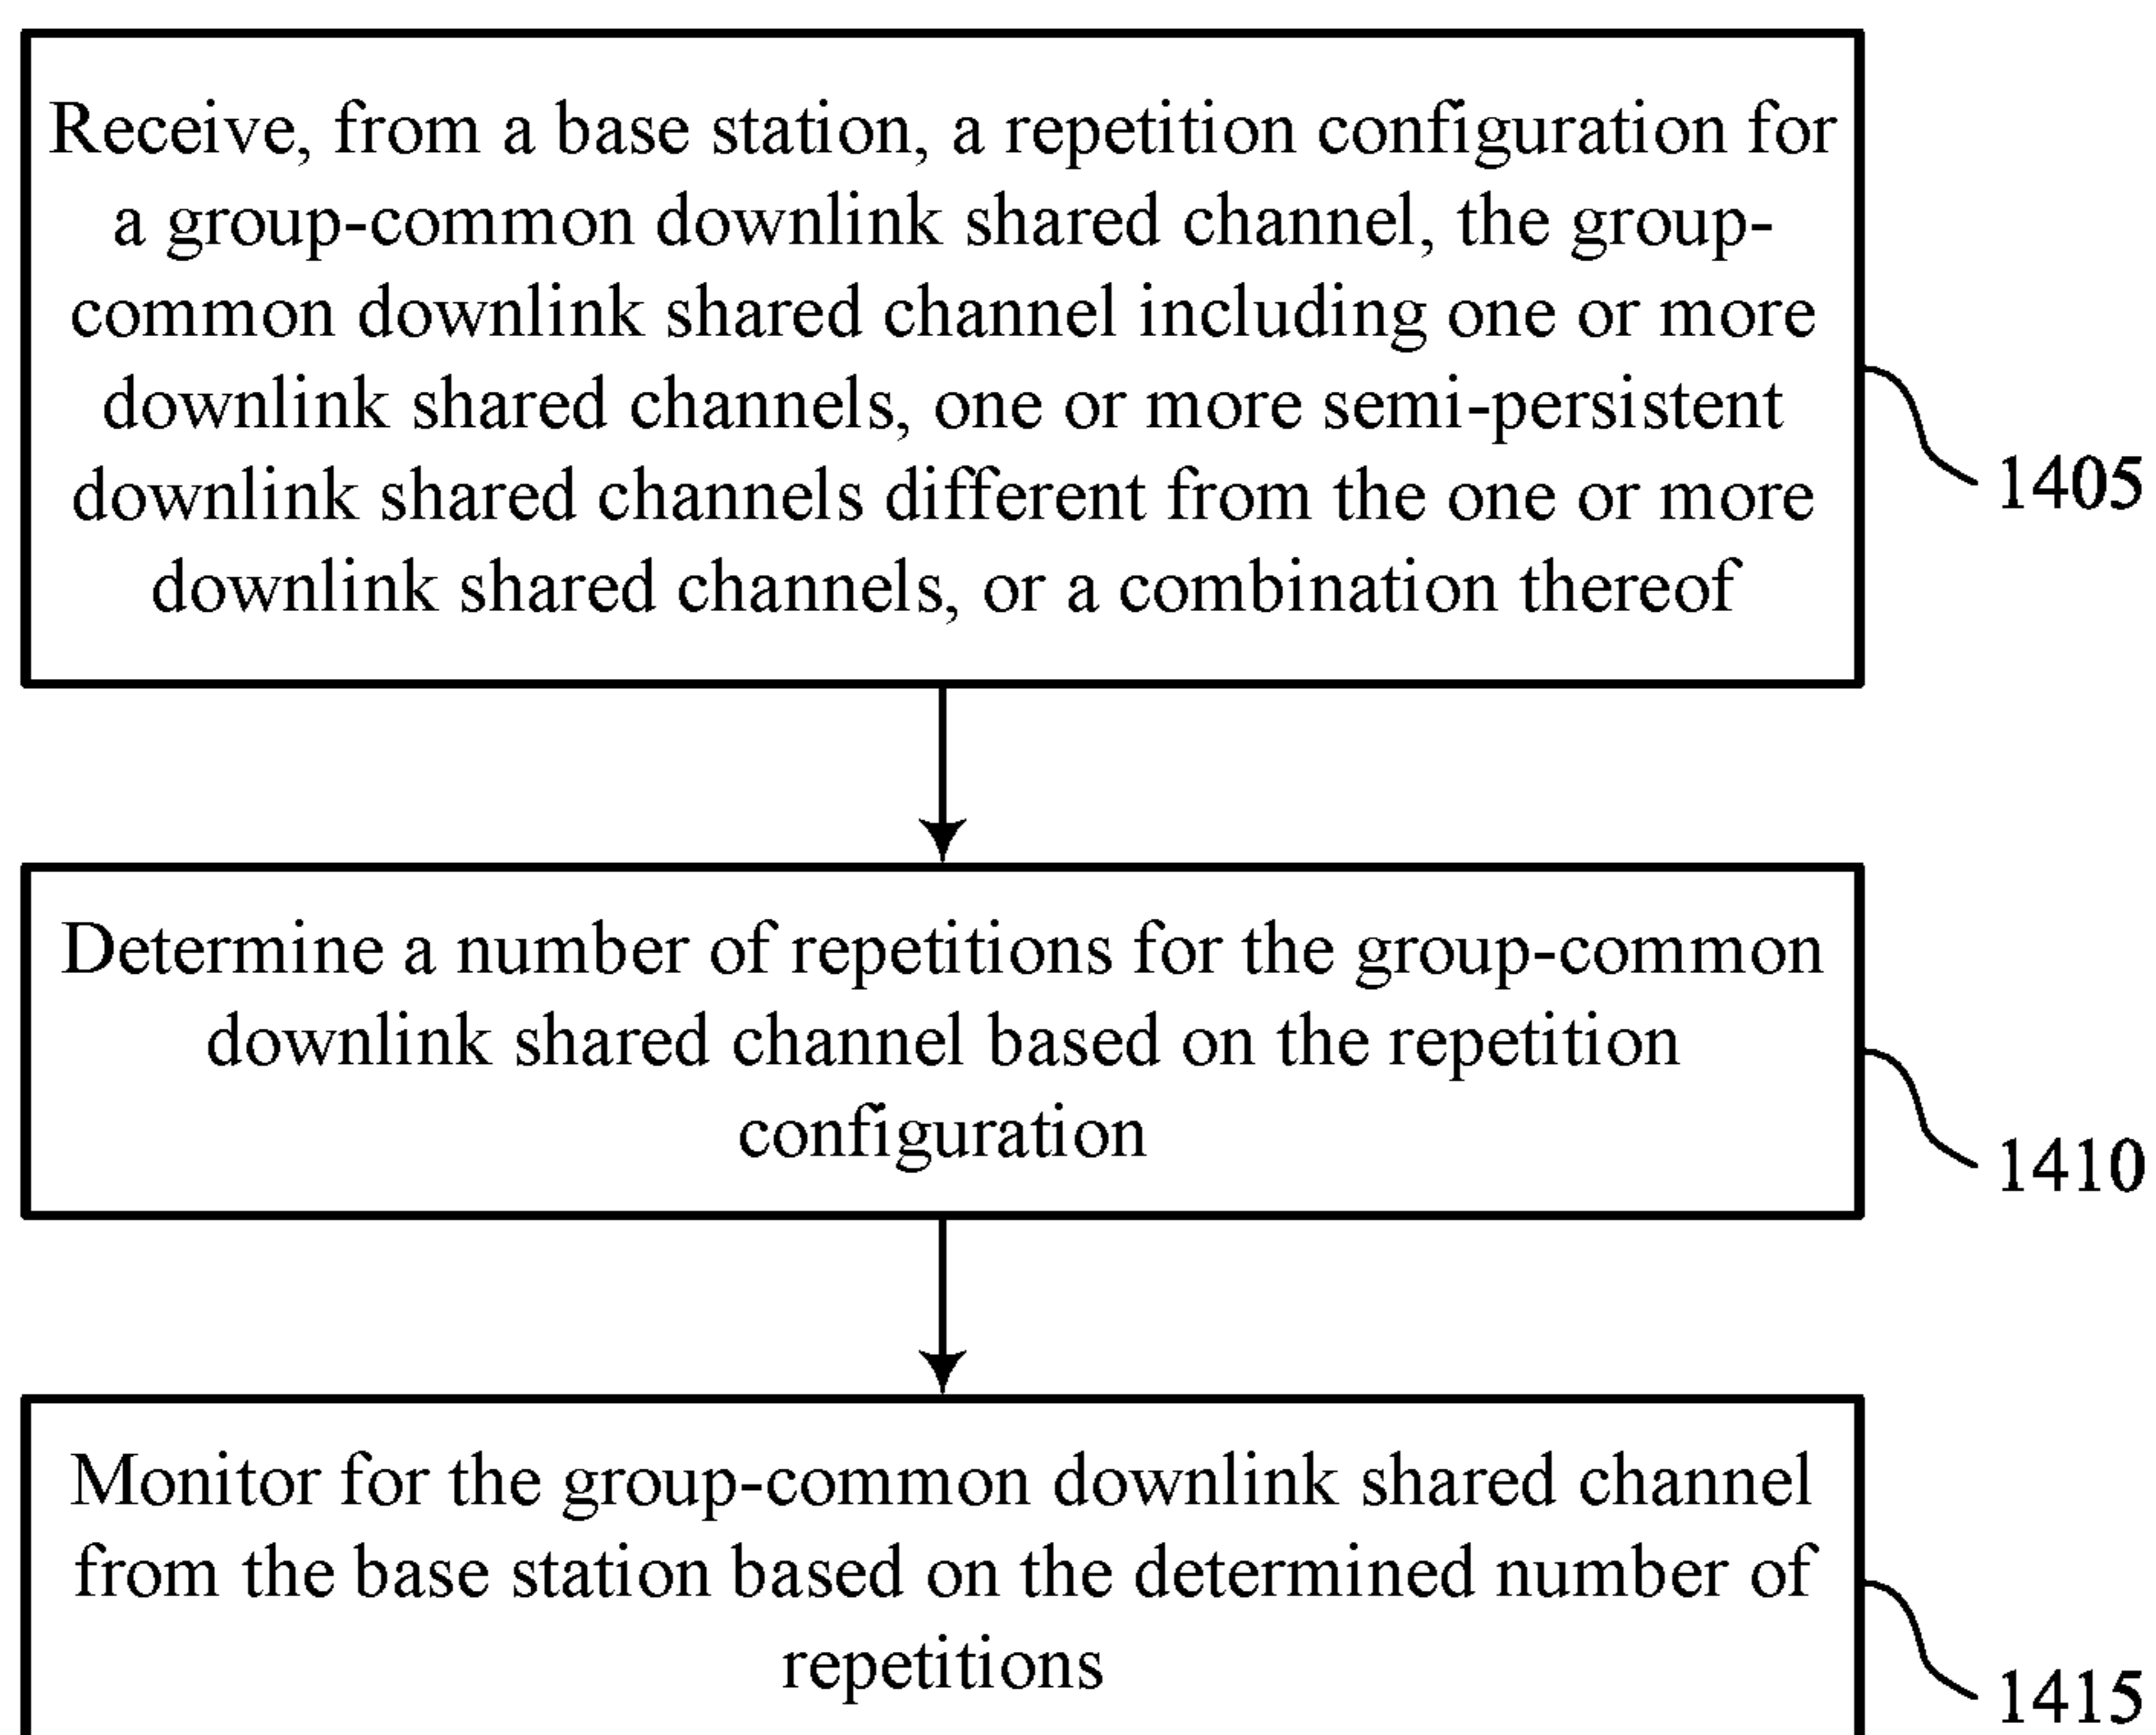 Receive, from a base station, a repetition configuration for
a group-common downlink shared channel, the group-
common downlink shared channel including one or more
downlink shared channels, one or more semi-persistent
downlink shared channels different from the one or more
downlink shared channels, or a combination thereof
1405
Determine a number of repetitions for the group-common
downlink shared channel based on the repetition
configuration
1410
Monitor for the group-common downlink shared channel
from the base station based on the determined number of
repetitions
1415